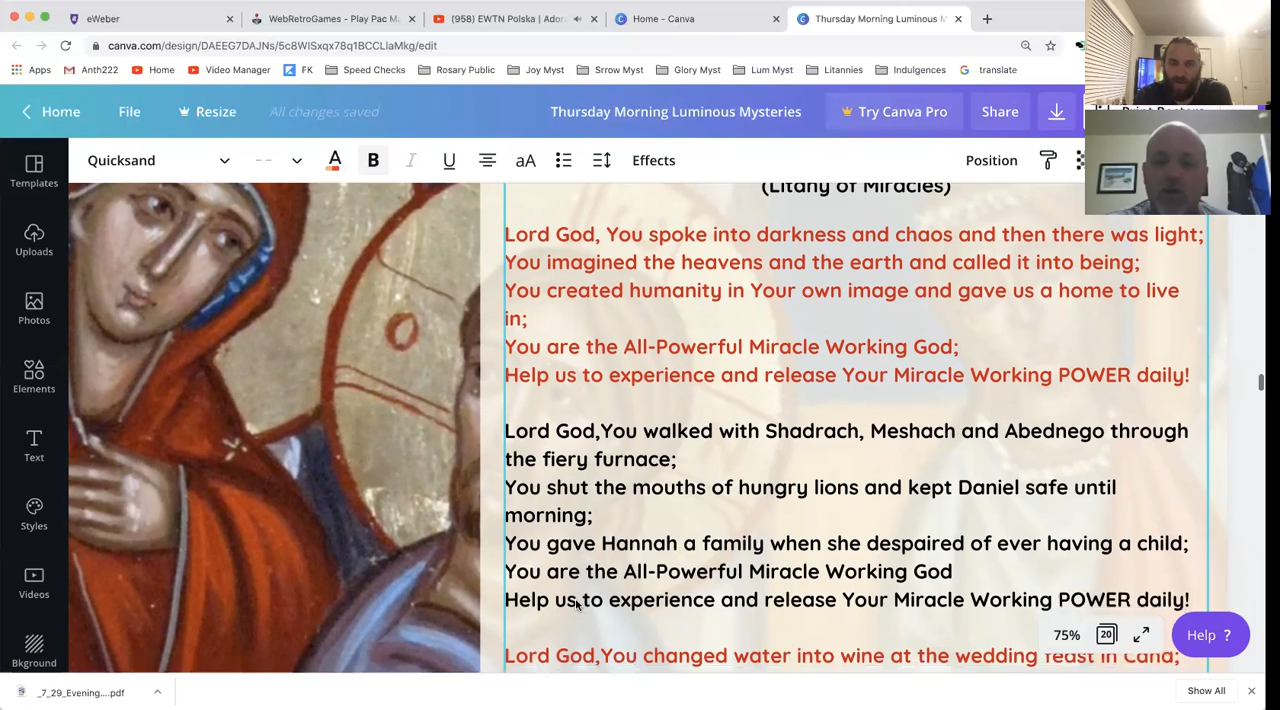 eWeber
WebRetroGames - Play Pac M
(958) EWTN Polska | Ador
Home - Canva
Thursday Morning Luminous M
canva.com/design/DAEEG7DAJNs/5c8WlSxqx78q1BCCLlaMkg/edit
Apps
Anth222
Home
Video Manager
FK
Speed Checks
Rosary Public
Joy Myst
Srrow Myst
Glory Myst
Lum Myst
Litannies
Indulgences
translate
Home
File
Resize
All changes saved
Thursday Morning Luminous Mysteries
Try Canva Pro
Share
Quicksand
- -
A
B
I
U
aA
Effects
Position
Templates
Uploads
Photos
Elements
Text
Styles
Videos
Bkground
(Litany of Miracles)
Lord God, You spoke into darkness and chaos and then there was light;
You imagined the heavens and the earth and called it into being;
You created humanity in Your own image and gave us a home to live
in;
You are the All-Powerful Miracle Working God;
Help us to experience and release Your Miracle Working POWER daily!
Lord God,You walked with Shadrach, Meshach and Abednego through
the fiery furnace;
You shut the mouths of hungry lions and kept Daniel safe until
morning;
You gave Hannah a family when she despaired of ever having a child;
You are the All-Powerful Miracle Working God
Help us to experience and release Your Miracle Working POWER daily!
Lord God,You changed water into wine at the wedding feast in Cana;
75%
20
Help ?
_7_29_Evening....pdf
Show All